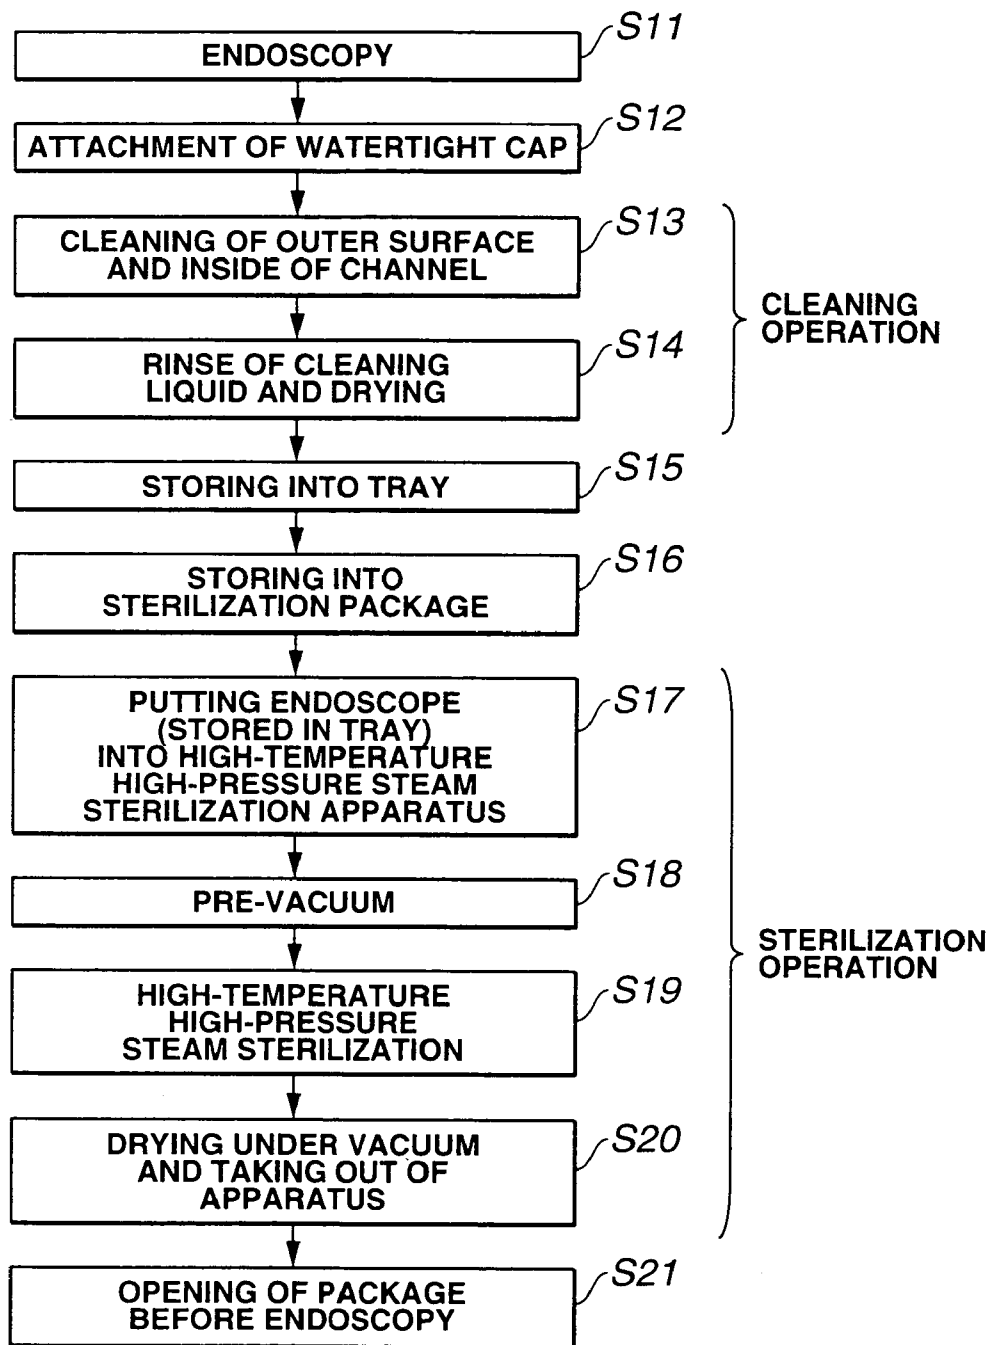 S11
ENDOSCOPY
S12
ATTACHMENT OF WATERTIGHT CAP
S13
CLEANING OF OUTER SURFACE
AND INSIDE OF CHANNEL
CLEANING
OPERATION
S14
RINSE OF CLEANING
LIQUID AND DRYING
S15
STORING INTO TRAY
S16
STORING INTO
STERILIZATION PACKAGE
S17
PUTTING ENDOSCOPE
(STORED IN TRAY)
INTO HIGH-TEMPERATURE
HIGH-PRESSURE STEAM
STERILIZATION APPARATUS
S18
PRE-VACUUM
STERILIZATION
OPERATION
S19
HIGH-TEMPERATURE
HIGH-PRESSURE
STEAM STERILIZATION
S20
DRYING UNDER VACUUM
AND TAKING OUT OF
APPARATUS
S21
OPENING OF PACKAGE
BEFORE ENDOSCOPY